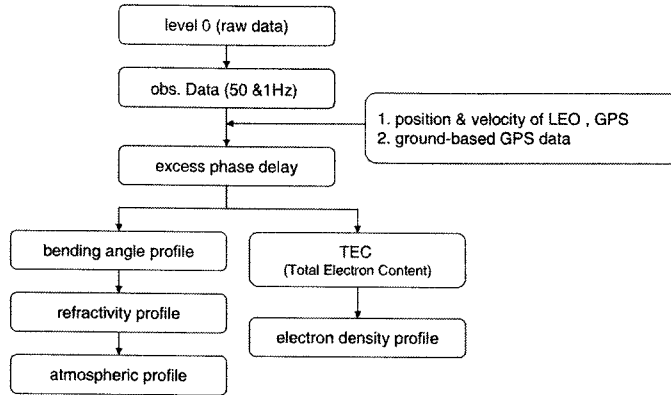 level 0 (raw data)
obs. Data (50 &1Hz)
1. position & velocity of LEO , GPS
2. ground-based GPS data
excess phase delay
bending angle profile
TEC
(Total Electron Content)
refractivity profile
electron density profile
atmospheric profile